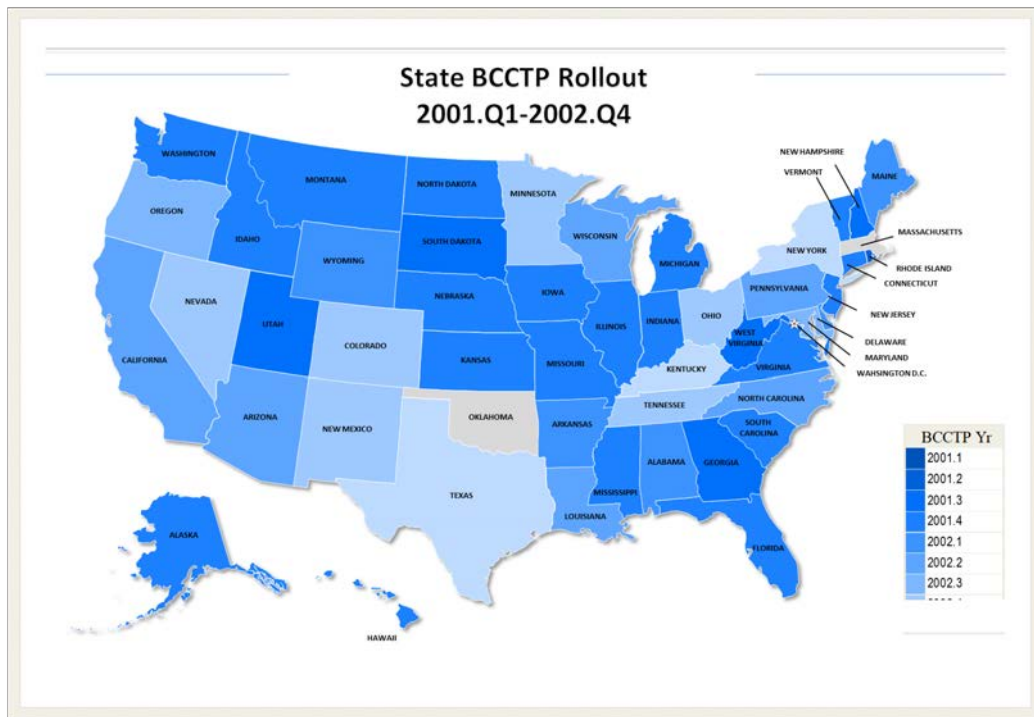 State BCCTP Rollout
2001.Q1-2002.Q4
NEW HAMPSHIRE
VERMONT
WASHINGTON
MONTANA
NORTH DAKOTA
MINNESOTA
MAINE
OREGON
IDAHO
WISCONSIN
MASSACHUSETTS
SOUTH DAKOTA
NEW YORK
WYOMING
MICHIGAN
RHODE ISLAND
CONNECTICUT
PENNSYLVANIA
NEBRASKA
IOWA
NEVADA
NEW JERSEY
OHIO
UTAH
ILLINOIS
INDIANA
WEST
VIRGINIA
COLORADO
DELAWARE
CALIFORNIA
KANSAS
MISSOURI
MARYLAND
KENTUCKY
VIRGINIA
WAHSINGTON D.C.
NORTH CAROLINA
TENNESSEE
ARIZONA
OKLAHOMA
NEW MEXICO
ARKANSAS
SOUTH
CAROLINA
BCCTP Yr
2001.1
2001.2
2001.3
2001.4
2002.1
2002.2
2002.3
ALABAMA
GEORGIA
MISSISSIPPI
TEXAS
LOUISIANA
ALASKA
FLORIDA
HAWAII